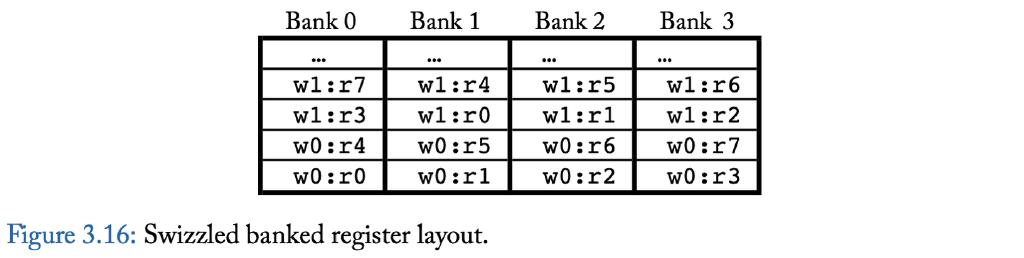 Bank 0 Bank 1 Bank 2 Bank 3
... ... ... ...
w1:r7 w1:r4 w1:r5 w1:r6
w1:r3 w1:r0 w1:r1 w1:r2
w0:r4 w0:r5 w0:r6 w0:r7
w0:r0 w0:r1 w0:r2 w0:r3
Figure 3.16: Swizzled banked register layout.